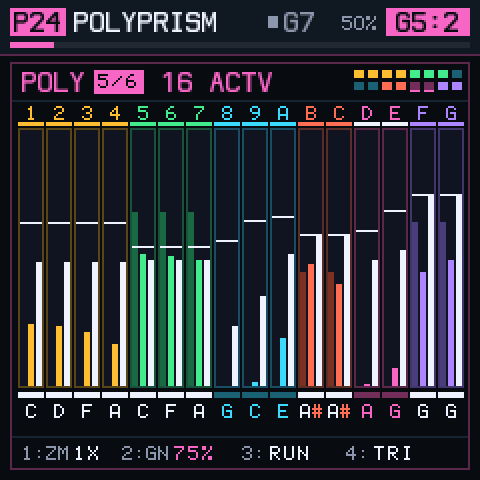 P24 POLYPRISM G7 50% G5:2
POLY 5/6 16 ACTV
1 2 3 4 5 6 7 8 9 A B C D E F G
C D F A C F A G C E A# A# A G G G
1:ZM 1X 2:GN 75% 3: RUN 4: TRI